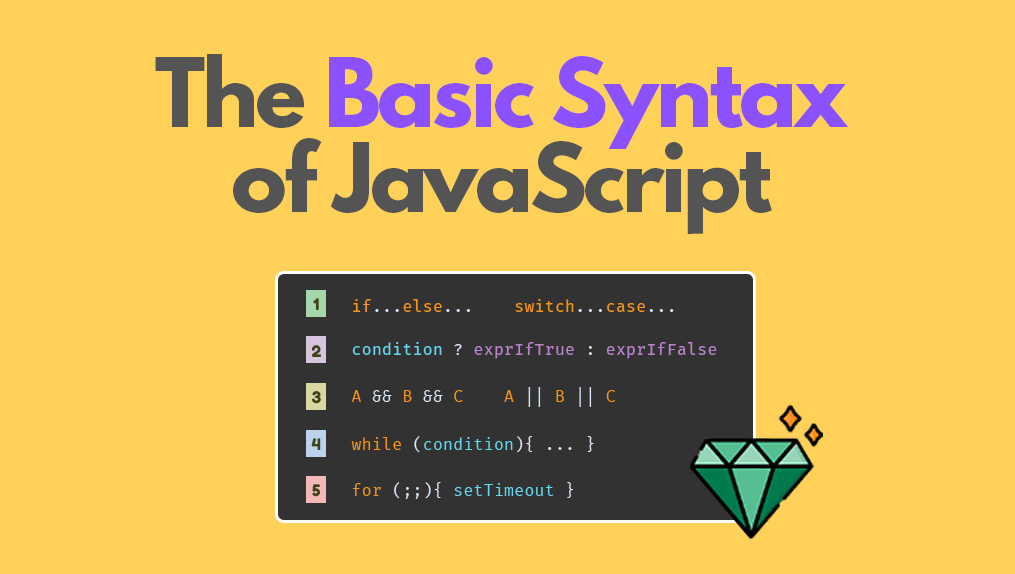 The Basic Syntax
of JavaScript
1 if...else... switch...case...
2 condition ? exprIfTrue : exprIfFalse
3 A && B && C A || B || C
4 while (condition){ ... }
5 for (;;){ setTimeout }